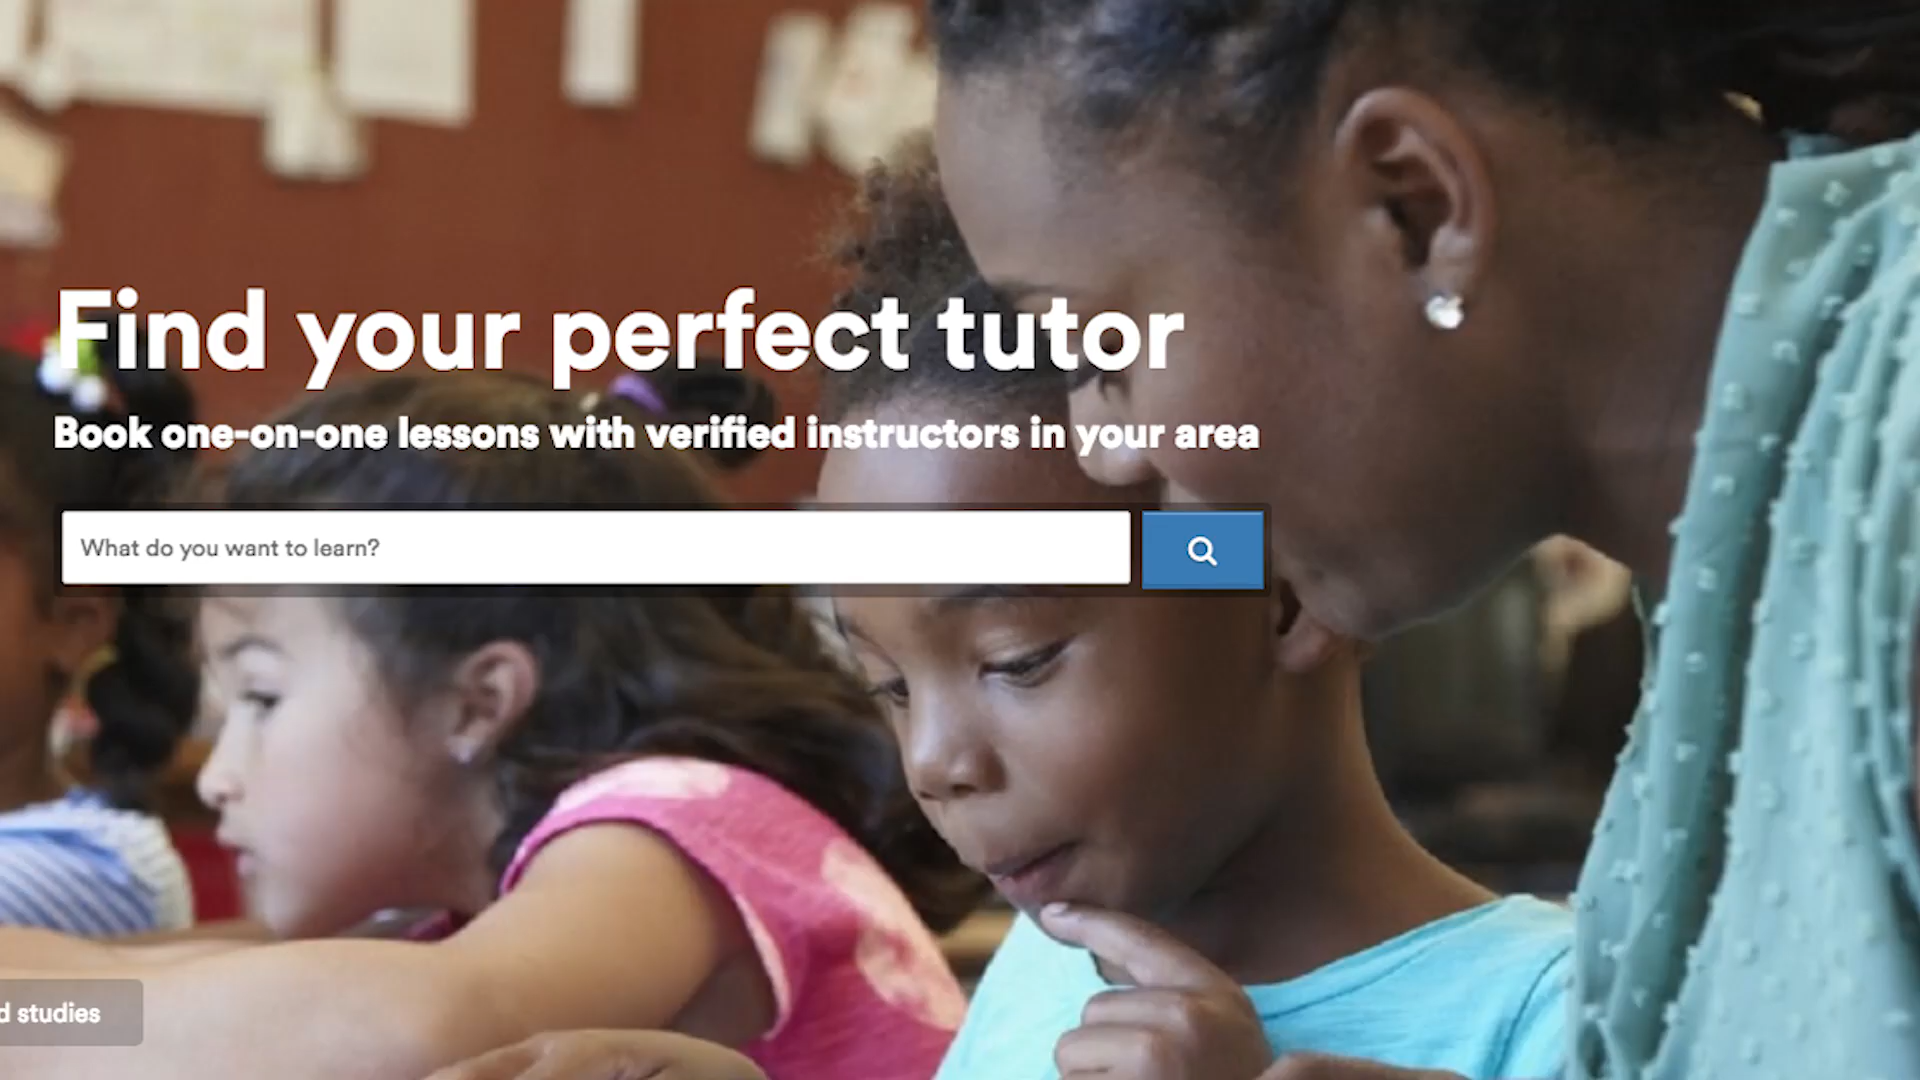 Find your perfect tutor
Book one-on-one lessons with verified instructors in your area
What do you want to learn?
studies